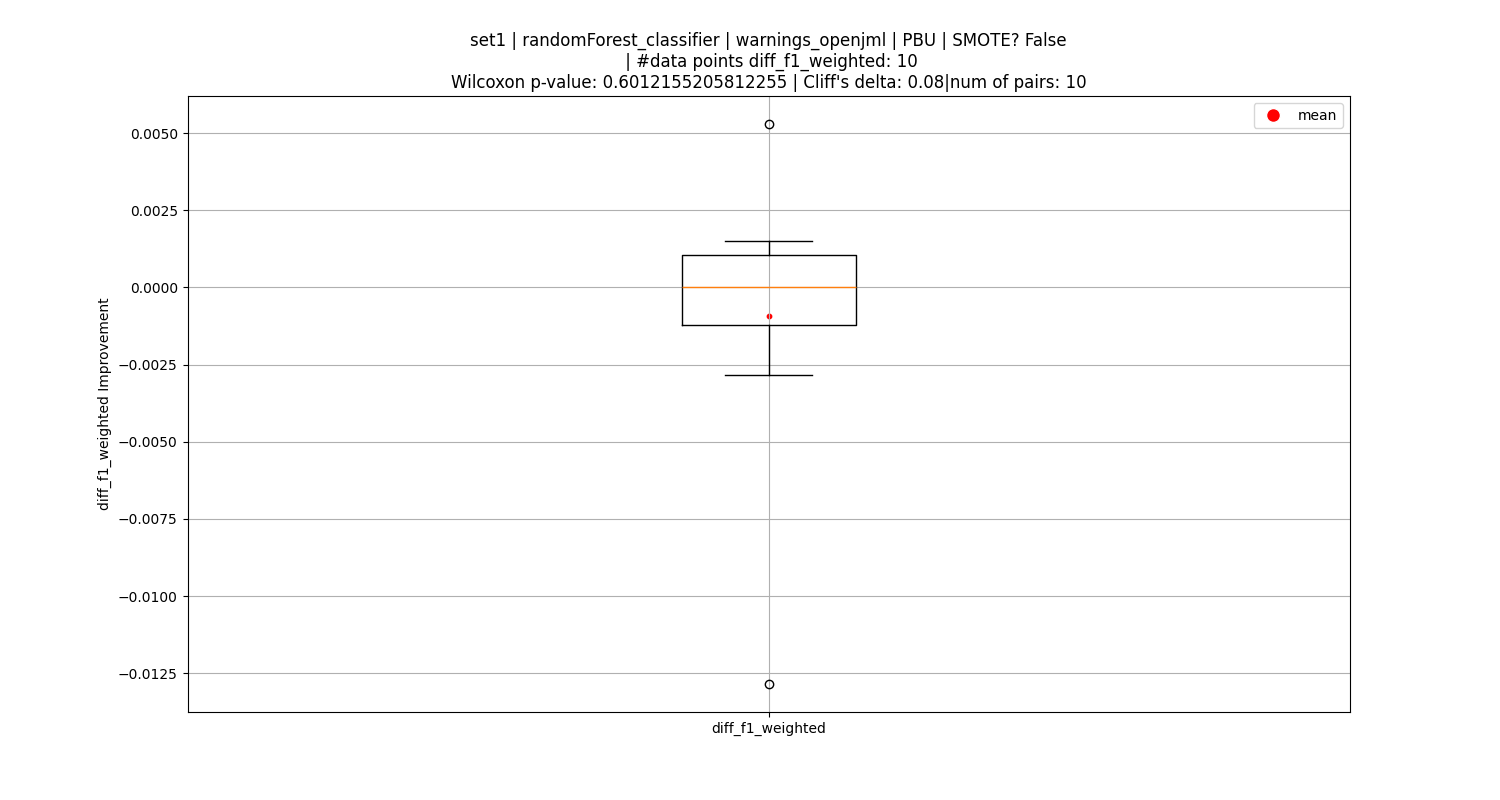 set1 | randomForest_classifier | warnings_openjml | PBU | SMOTE? False
| #data points diff_f1_weighted: 10
Wilcoxon p-value: 0.6012155205812255 | Cliff's delta: 0.08|num of pairs: 10
mean
0.0050
0.0025
0.0000
−0.0025
−0.0050
−0.0075
−0.0100
−0.0125
diff_f1_weighted Improvement
diff_f1_weighted